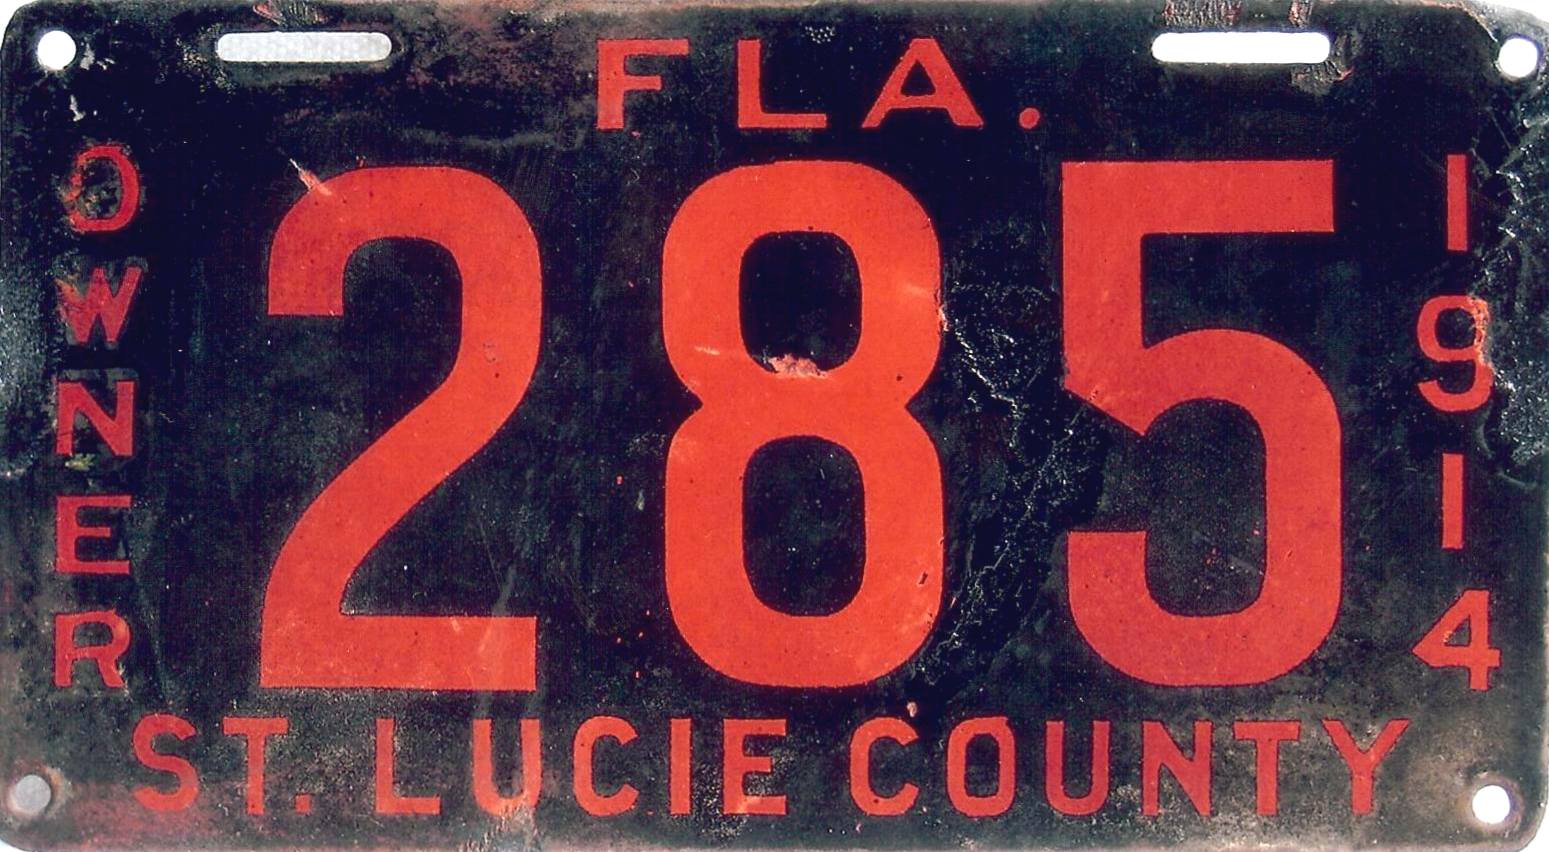 FLA.
OWNER
285
1914
ST. LUCIE COUNTY